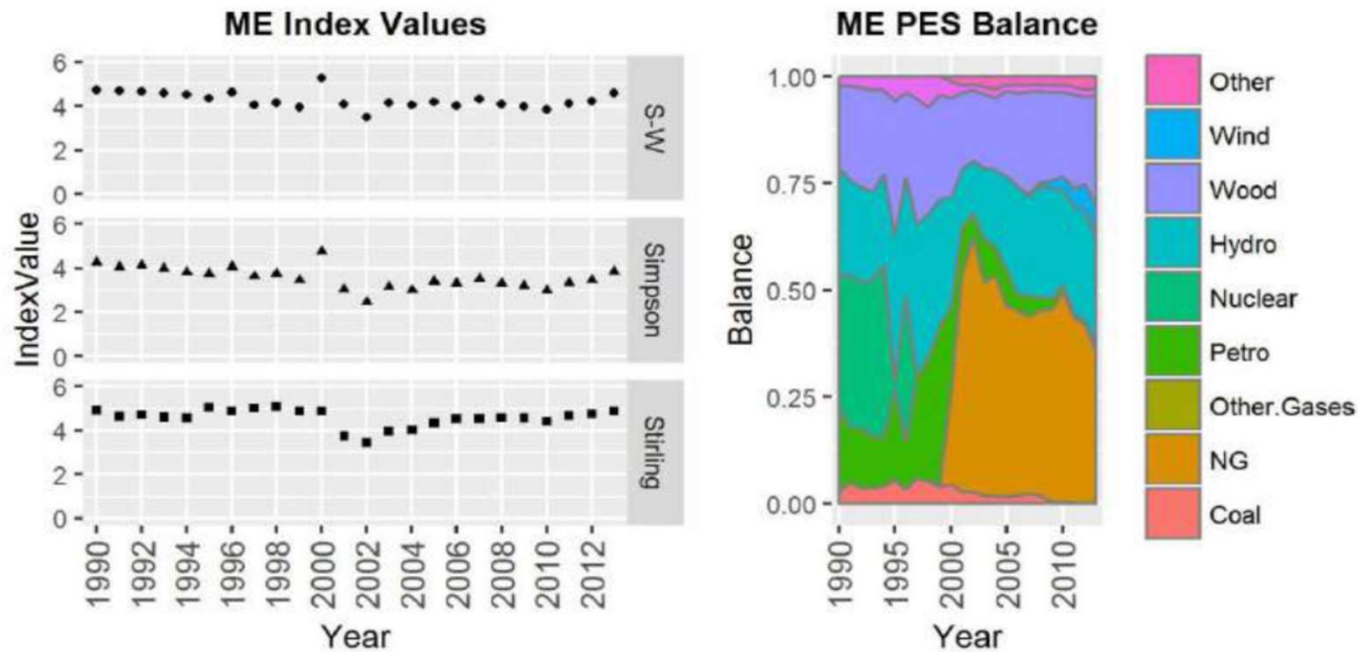 ME Index Values
IndexValue
6
4
2
0
S-W
6
4
2
0
Simpson
6
4
2
0
Stirling
1990
1992
1994
1996
1998
2000
2002
2004
2006
2008
2010
2012
Year
ME PES Balance
Balance
1.00
0.75
0.50
0.25
0.00
1990
1995
2000
2005
2010
Year
Other
Wind
Wood
Hydro
Nuclear
Petro
Other.Gases
NG
Coal